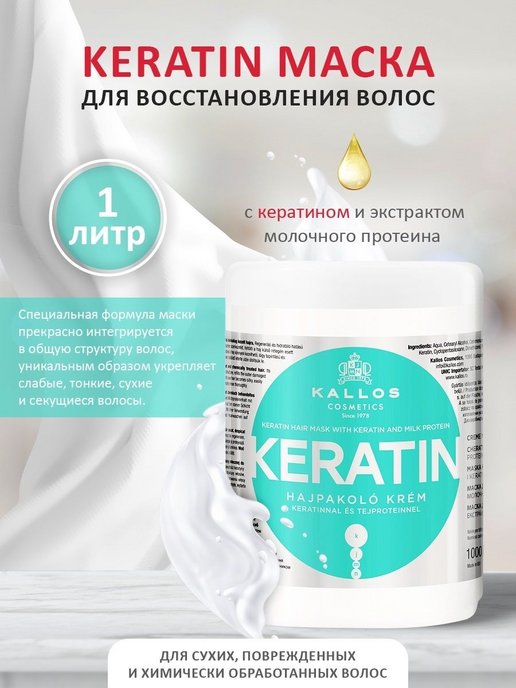 KERATIN МАСКА
ДЛЯ ВОССТАНОВЛЕНИЯ ВОЛОС
1
литр
с кератином и экстрактом
молочного протеина
Специальная формула маски
прекрасно интегрируется
в общую структуру волос,
уникальным образом укрепляет
слабые, тонкие, сухие
и секущиеся волосы.
KALLOS
COSMETICS
Since 1978
KERATIN HAIR MASK WITH KERATIN AND MILK PROTEIN
KERATIN
HAJPAKOLÓ KRÉM
KERATINNAL ÉS TEJPROTEINNEL
k
j
m
n
1000
ДЛЯ СУХИХ, ПОВРЕЖДЕННЫХ
И ХИМИЧЕСКИ ОБРАБОТАННЫХ ВОЛОС